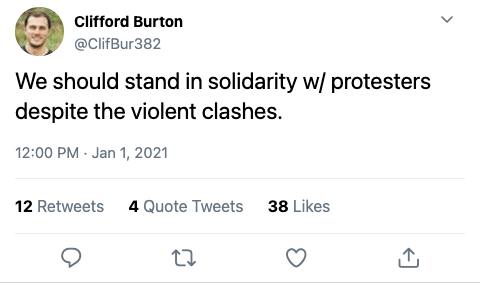 Clifford Burton
@ClifBur382
We should stand in solidarity w/ protesters
despite the violent clashes.
12:00 PM · Jan 1, 2021
12 Retweets 4 Quote Tweets 38 Likes